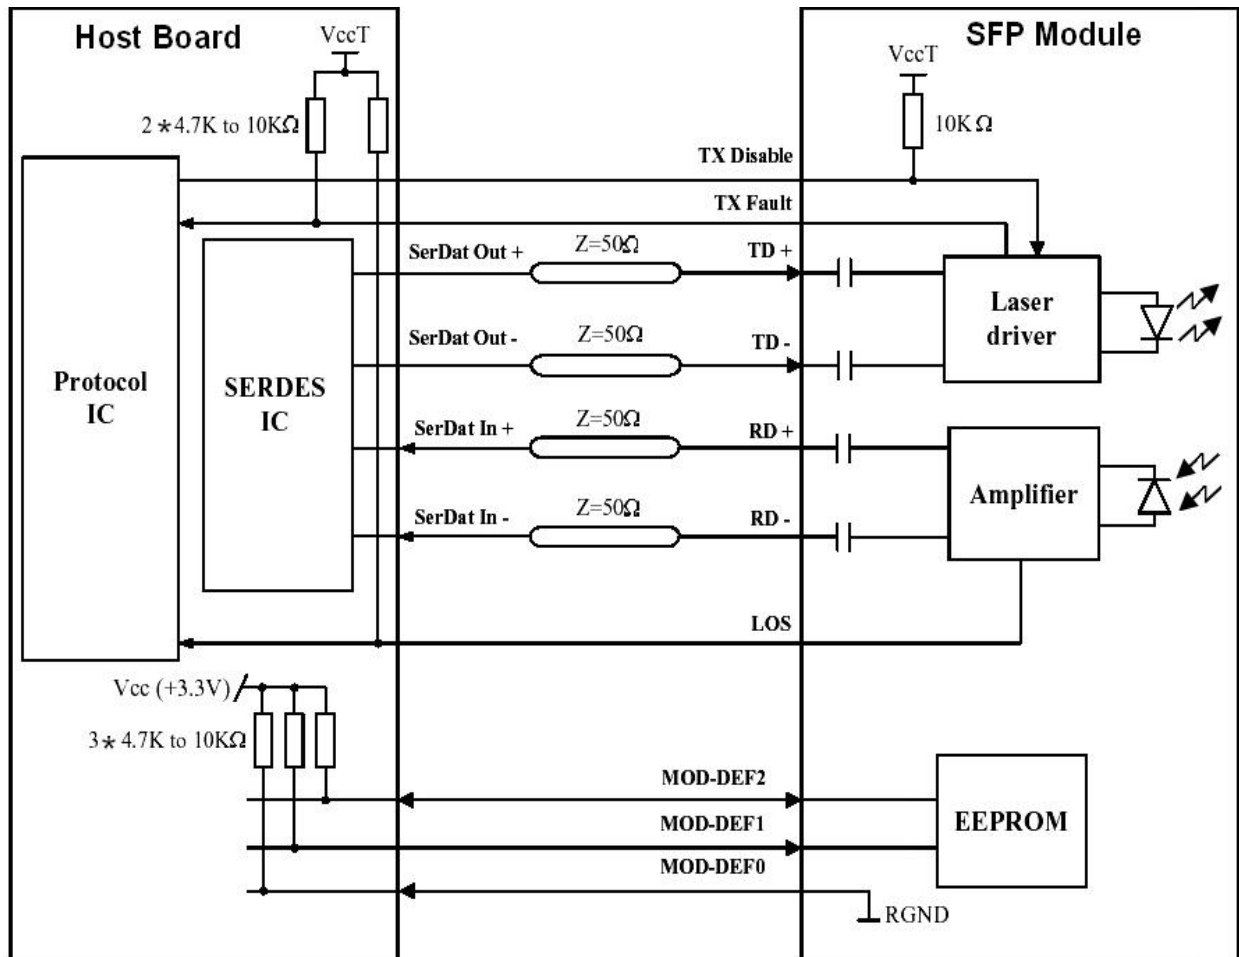 Host Board
SFP Module
VccT
VccT
2*4.7K to 10KΩ
10KΩ
TX Disable
TX Fault
SerDat Out +
Z=50Ω
TD +
Laser
driver
SerDat Out -
Z=50Ω
TD -
Protocol
IC
SERDES
IC
SerDat In +
Z=50Ω
RD +
Amplifier
SerDat In -
Z=50Ω
RD -
LOS
Vcc (+3.3V)
3*4.7K to 10KΩ
MOD-DEF2
MOD-DEF1
EEPROM
MOD-DEF0
RGND